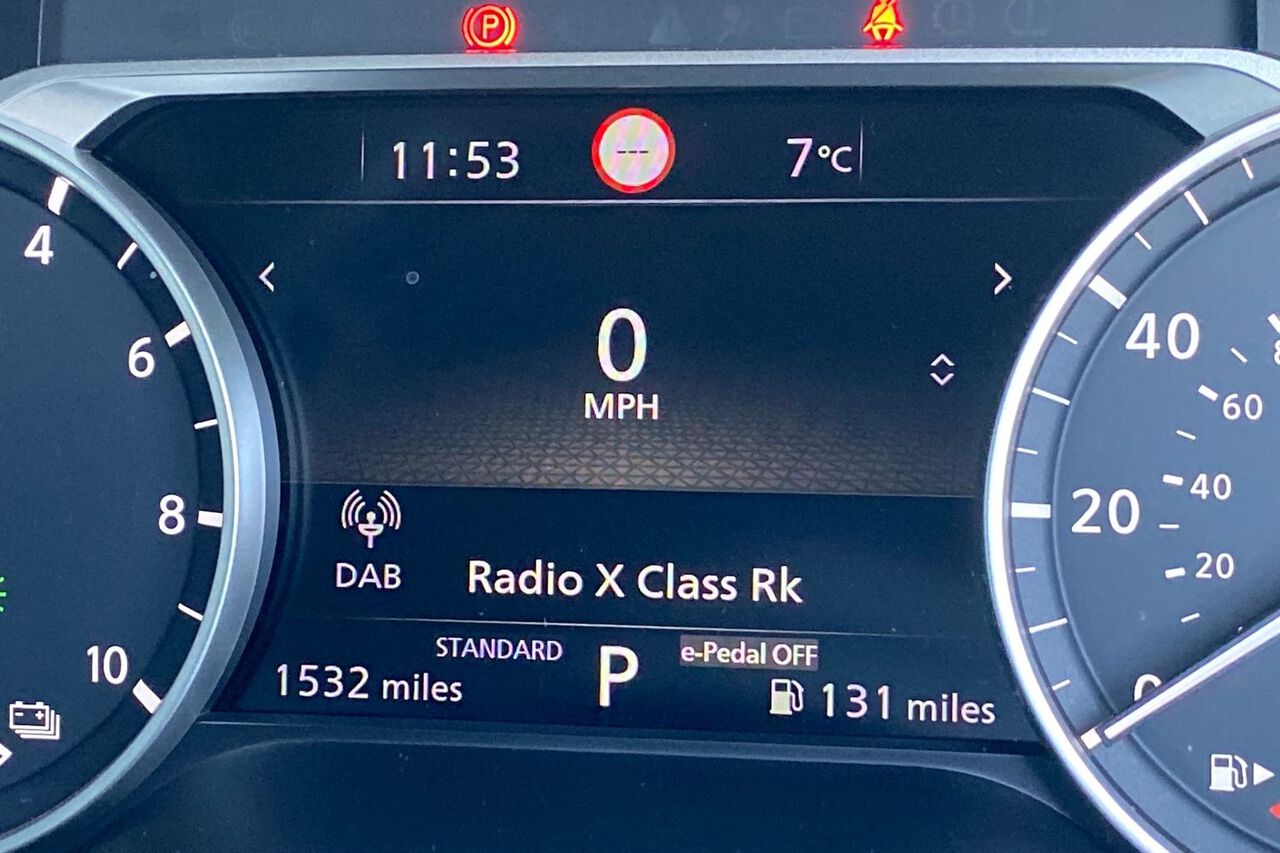 P
11:53
---
7°C
0
MPH
DAB
Radio X Class Rk
STANDARD
P
e-Pedal OFF
1532 miles
131 miles
4
6
8
10
40
20
0
60
40
20